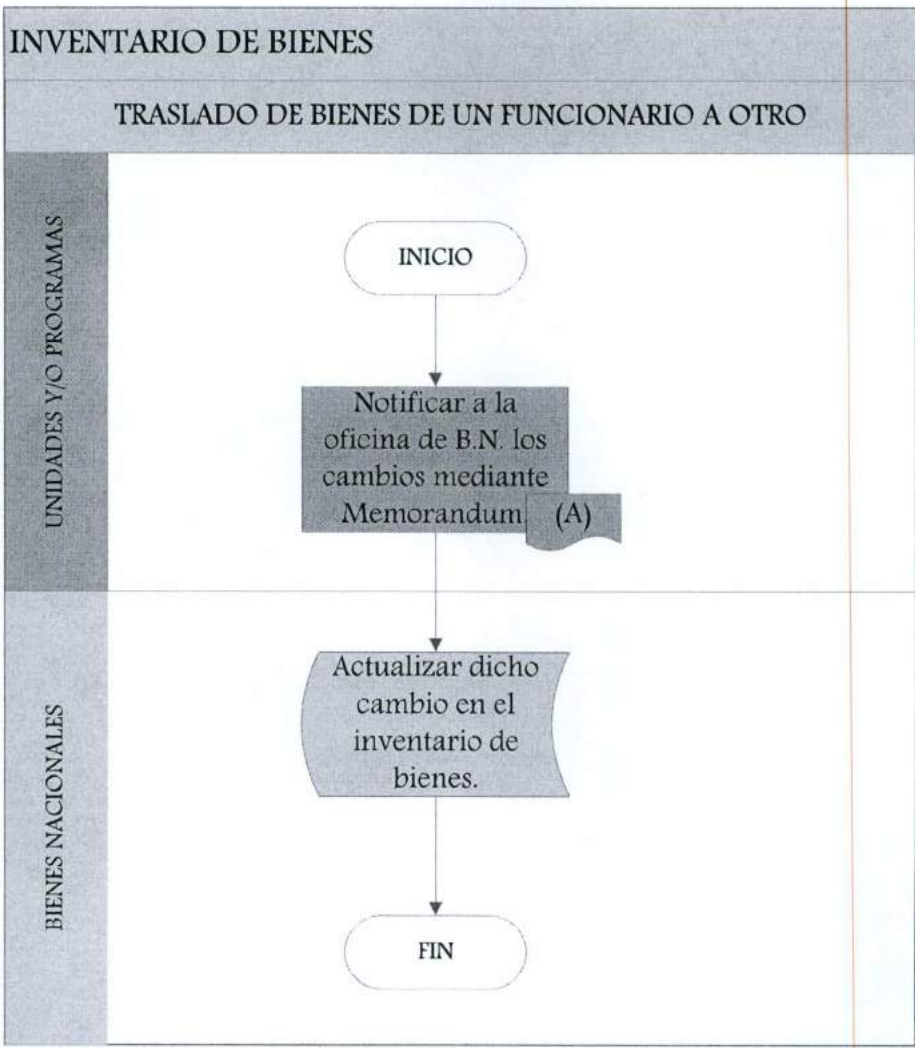 INVENTARIO DE BIENES
TRASLADO DE BIENES DE UN FUNCIONARIO A OTRO
UNIDADES Y/O PROGRAMAS
INICIO
Notificar a la
oficina de B.N. los
cambios mediante
Memorandum
(A)
BIENES NACIONALES
Actualizar dicho
cambio en el
inventario de
bienes.
FIN